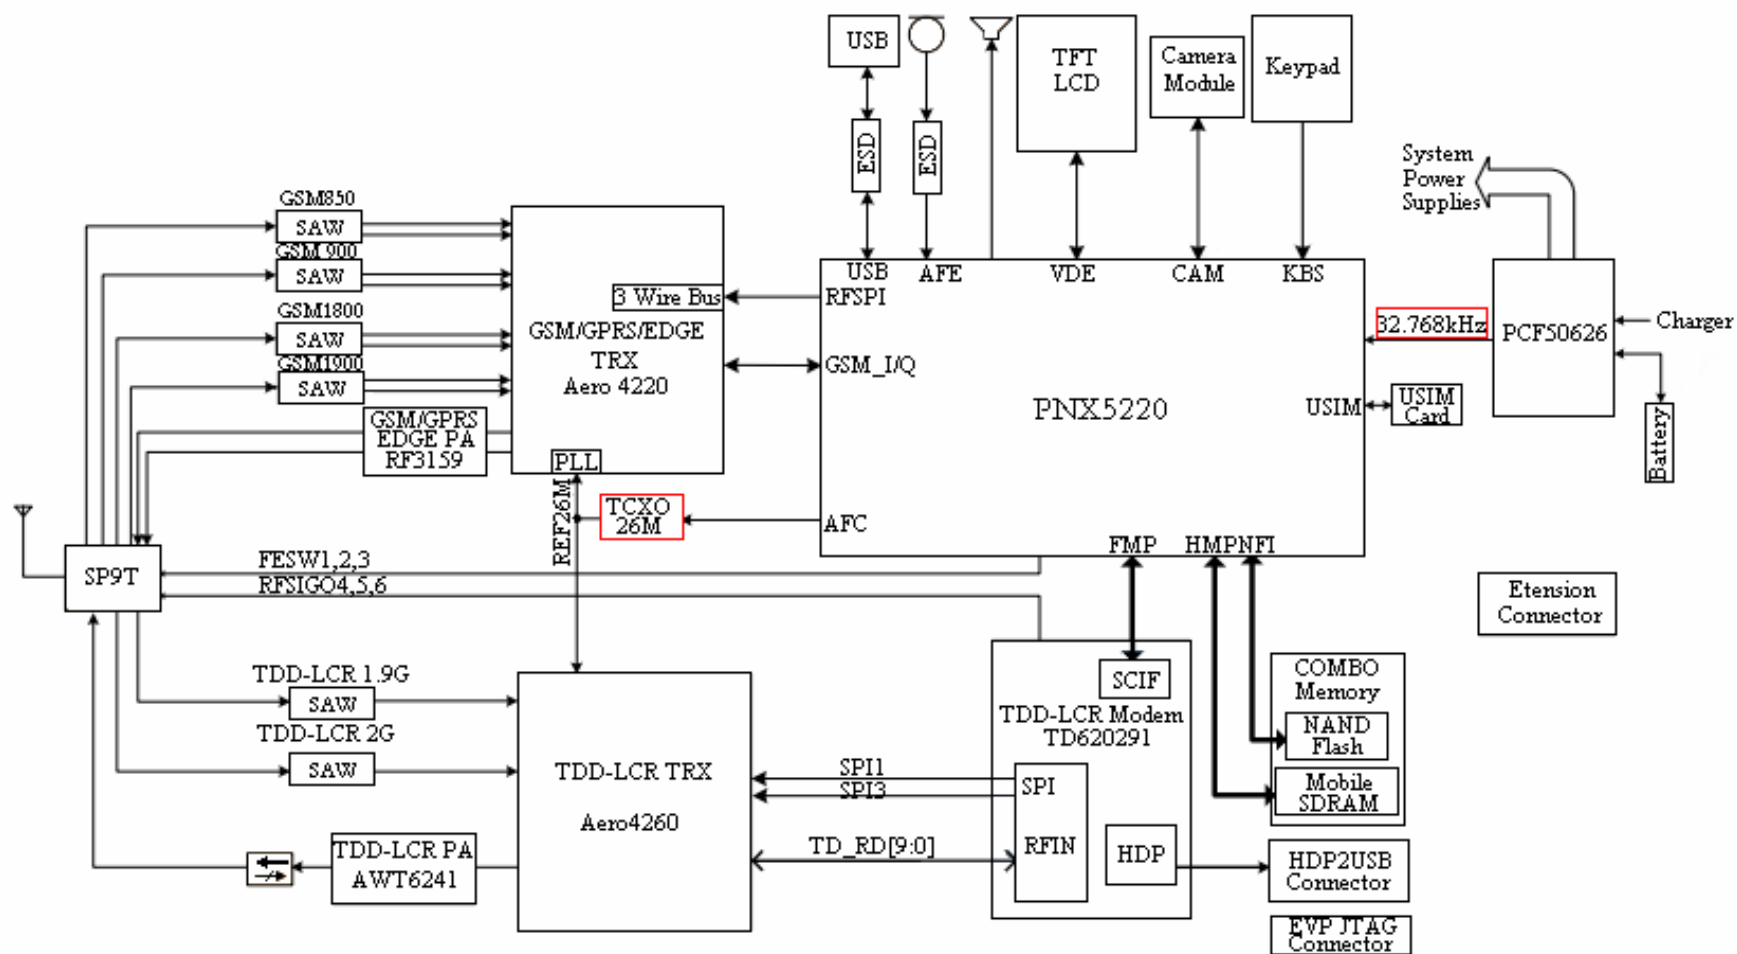 USB
TFT
LCD
Camera
Module
Keypad
ESD
ESD
System
Power
Supplies
GSM850
SAW
GSM 900
SAW
GSM1800
SAW
GSM1900
SAW
GSM/GPRS
EDGE PA
RF3159
3 Wire Bus
GSM/GPRS/EDGE
TRX
Aero 4220
PLL
USB
AFE
VDE
CAM
KBS
RFSPI
GSM_I/Q
PNX5220
USIM
AFC
FMP
HMP
NFI
32.768kHz
PCF50626
Charger
USIM
Card
Battery
REF26M
TCXO
26M
SP9T
FESW1,2,3
RFSIGO4,5,6
Etension
Connector
TDD-LCR 1.9G
SAW
TDD-LCR 2G
SAW
TDD-LCR TRX
Aero4260
TDD-LCR PA
AWT6241
SPI1
SPI3
TD_RD[9:0]
SCIF
TDD-LCR Modem
TD620291
SPI
RFIN
HDP
COMBO
Memory
NAND
Flash
Mobile
SDRAM
HDP2USB
Connector
EVP JTAG
Connector